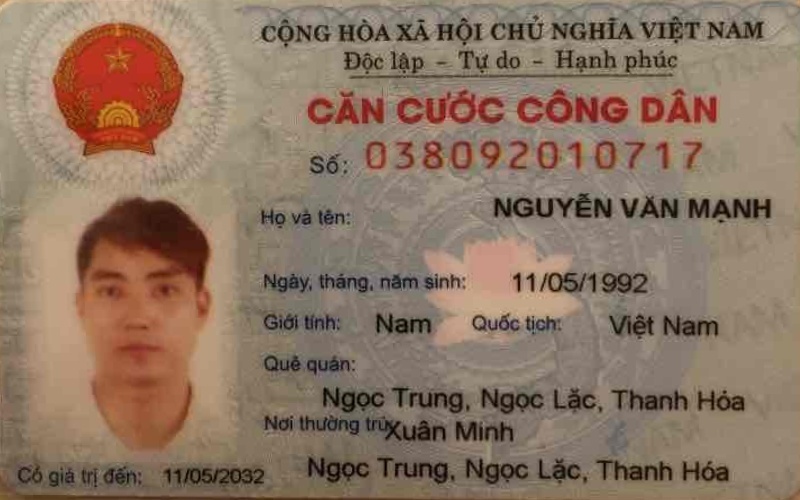 CỘNG HÒA XÃ HỘI CHỦ NGHĨA VIỆT NAM
Độc lập - Tự do - Hạnh phúc
CĂN CƯỚC CÔNG DÂN
Số: 038092010717
Họ và tên: NGUYỄN VĂN MẠNH
Ngày, tháng, năm sinh: 11/05/1992
Giới tính: Nam Quốc tịch: Việt Nam
Quê quán:
Ngọc Trung, Ngọc Lặc, Thanh Hóa
Nơi thường trú: Xuân Minh
Ngọc Trung, Ngọc Lặc, Thanh Hóa
Có giá trị đến: 11/05/2032